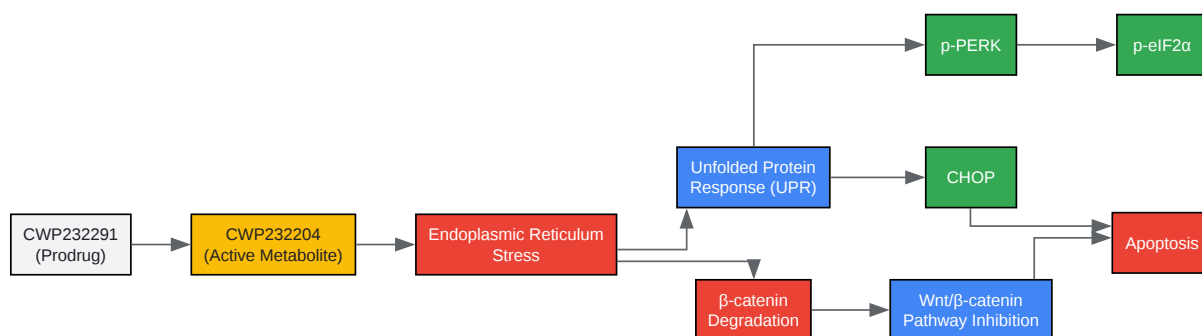 CWP232291
(Prodrug)
CWP232204
(Active Metabolite)
Endoplasmic Reticulum
Stress
Unfolded Protein
Response (UPR)
p-PERK
p-eIF2α
CHOP
β-catenin
Degradation
Wnt/β-catenin
Pathway Inhibition
Apoptosis